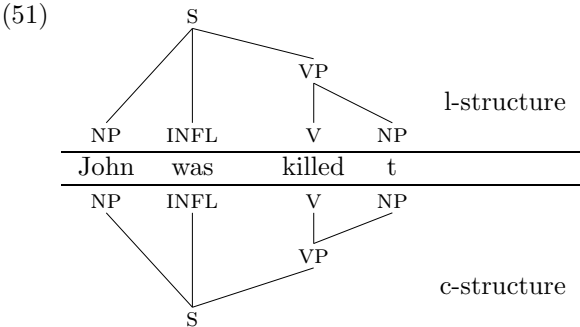 (51)
S
VP
l-structure
NP INFL V NP
John was killed t
NP INFL V NP
VP
c-structure
S